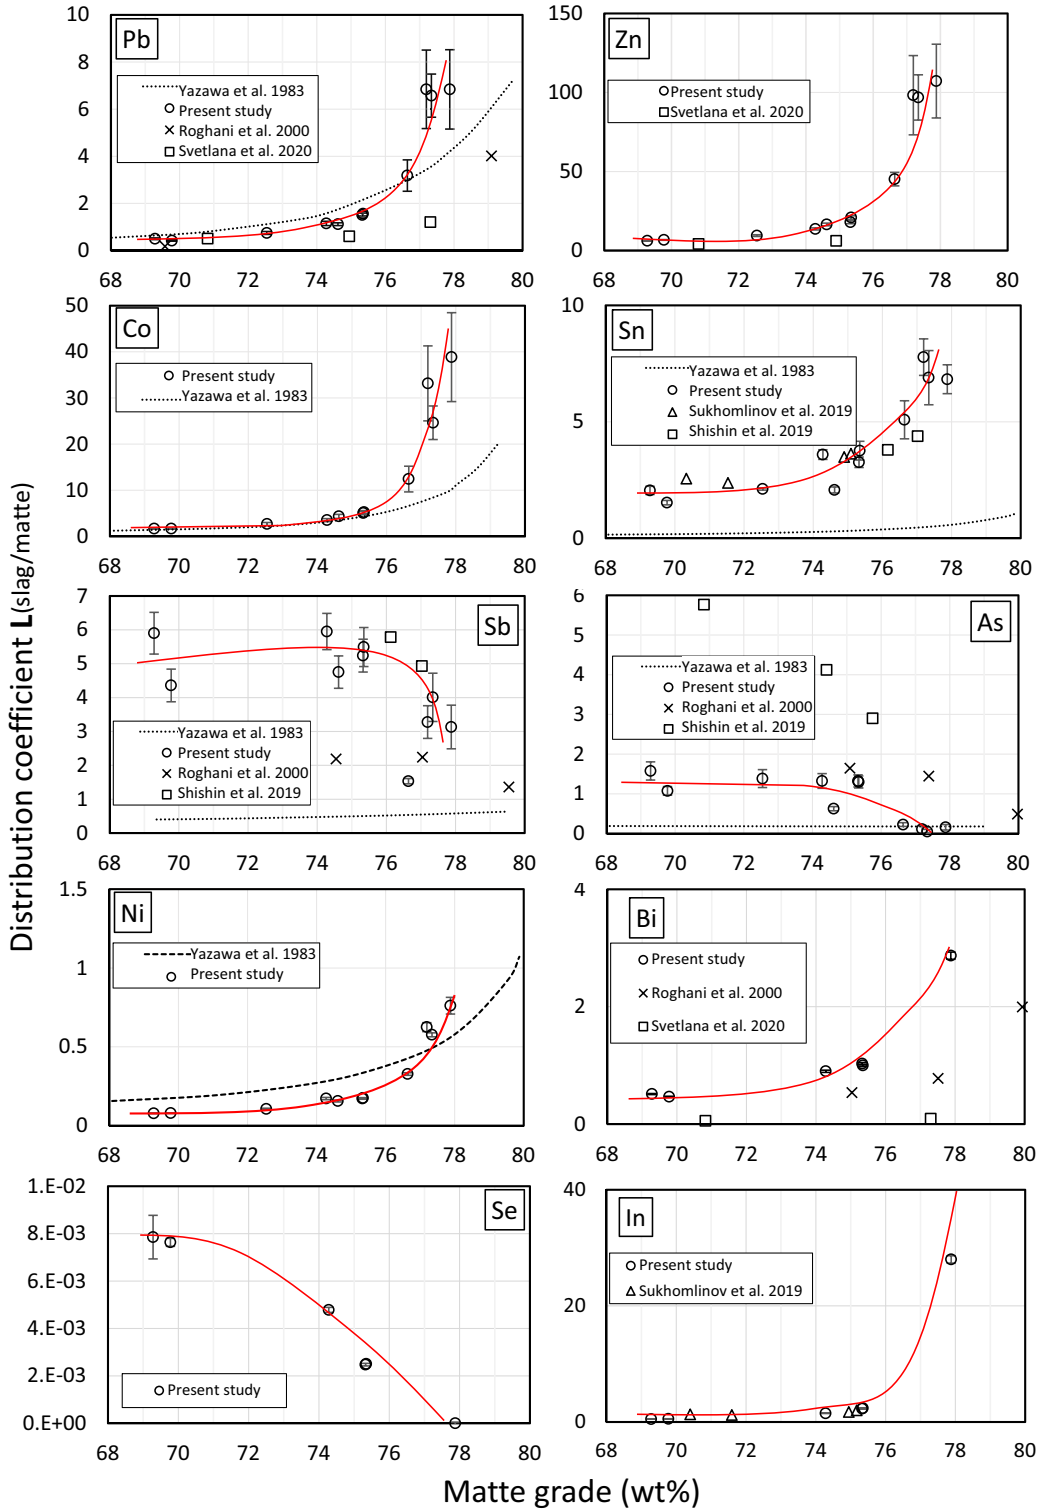 Distribution coefficient L(slag/matte)
Pb
10
8
6
4
2
0
Yazawa et al. 1983
Present study
Roghani et al. 2000
Svetlana et al. 2020
68 70 72 74 76 78 80
Zn
150
100
50
0
Present study
Svetlana et al. 2020
68 70 72 74 76 78 80
Co
50
40
30
20
10
0
Present study
Yazawa et al. 1983
68 70 72 74 76 78 80
Sn
10
5
0
Yazawa et al. 1983
Present study
Sukhomlinov et al. 2019
Shishin et al. 2019
68 70 72 74 76 78 80
Sb
7
6
5
4
3
2
1
0
Yazawa et al. 1983
Present study
Roghani et al. 2000
Shishin et al. 2019
68 70 72 74 76 78 80
As
6
5
4
3
2
1
0
Yazawa et al. 1983
Present study
Roghani et al. 2000
Shishin et al. 2019
68 70 72 74 76 78 80
Ni
1.5
1
0.5
0
Yazawa et al. 1983
Present study
68 70 72 74 76 78 80
Bi
4
2
0
Present study
Roghani et al. 2000
Svetlana et al. 2020
68 70 72 74 76 78 80
Se
1.E-02
8.E-03
6.E-03
4.E-03
2.E-03
0.E+00
Present study
68 70 72 74 76 78 80
In
40
20
0
Present study
Sukhomlinov et al. 2019
68 70 72 74 76 78 80
Matte grade (wt%)